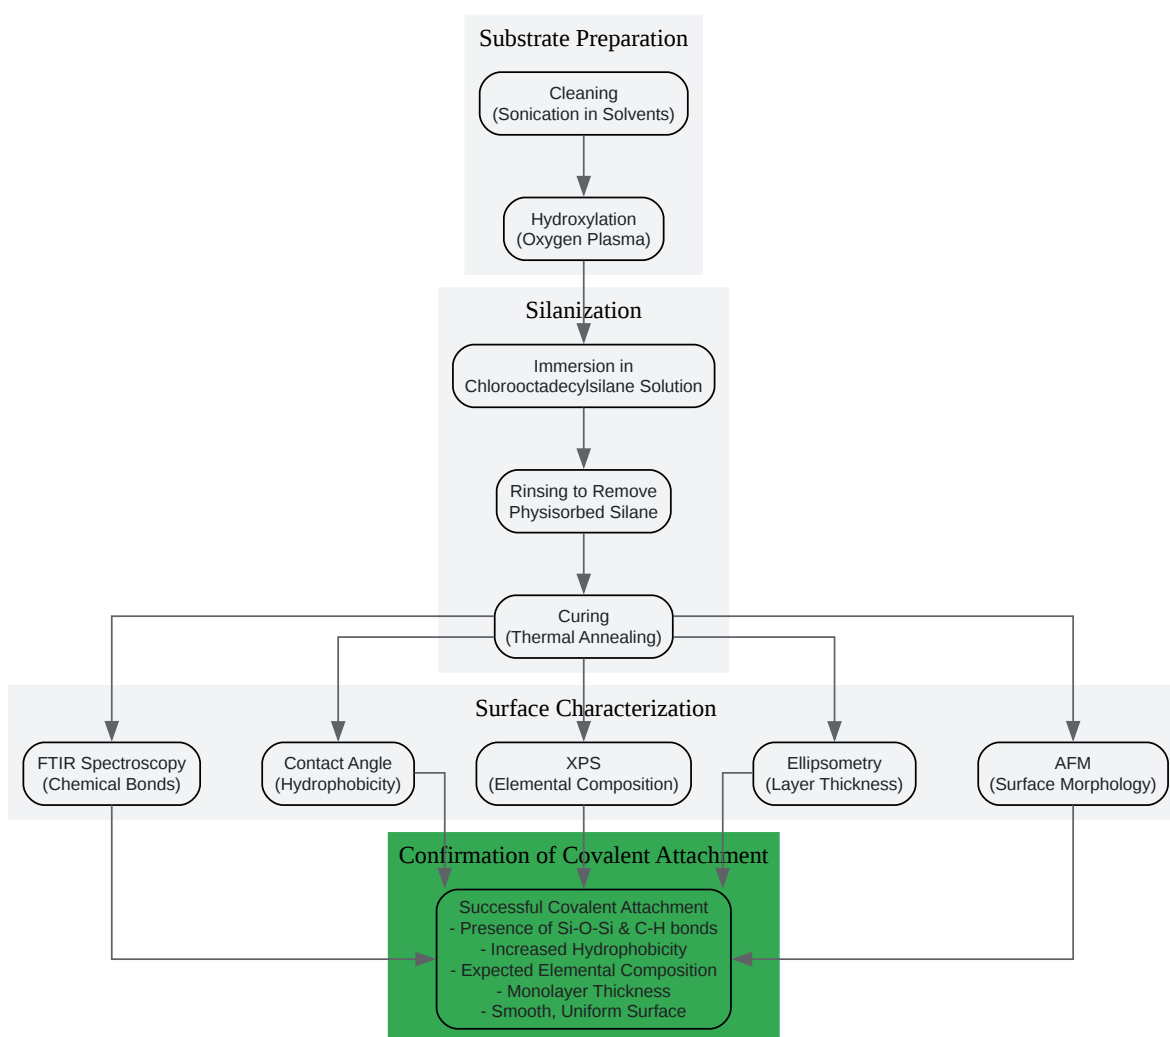 Substrate Preparation
Cleaning
(Sonication in Solvents)
Hydroxylation
(Oxygen Plasma)
Silanization
Immersion in
Chlorooctadecylsilane Solution
Rinsing to Remove
Physisorbed Silane
Curing
(Thermal Annealing)
Surface Characterization
FTIR Spectroscopy
(Chemical Bonds)
Contact Angle
(Hydrophobicity)
XPS
(Elemental Composition)
Ellipsometry
(Layer Thickness)
AFM
(Surface Morphology)
Confirmation of Covalent Attachment
Successful Covalent Attachment
- Presence of Si-O-Si & C-H bonds
- Increased Hydrophobicity
- Expected Elemental Composition
- Monolayer Thickness
- Smooth, Uniform Surface